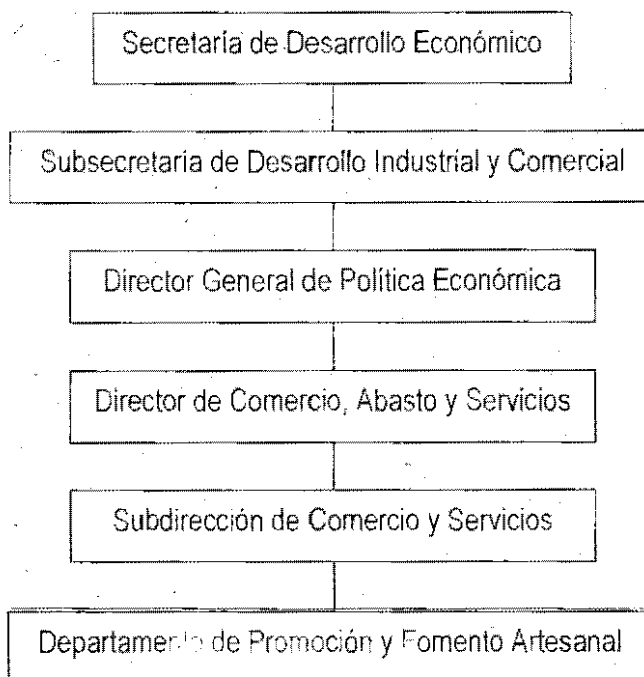 Secretaría de Desarrollo Económico
Subsecretaria de Desarrollo Industrial y Comercial
Director General de Política Económica
Director de Comercio, Abasto y Servicios
Subdirección de Comercio y Servicios
Departamento de Promoción y Fomento Artesanal